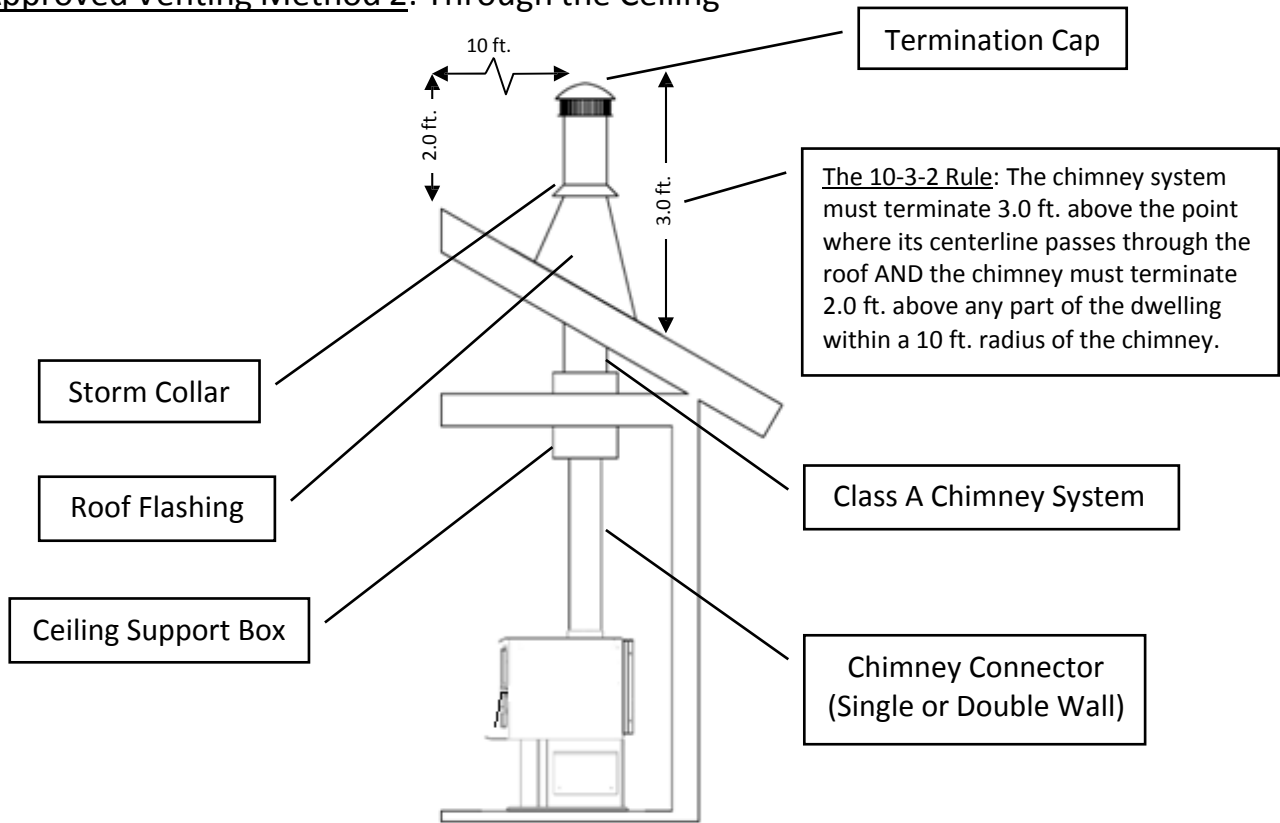 Approved Venting Method 2: Through the Ceiling
10 ft.
Termination Cap
2.0 ft.
3.0 ft.
The 10-3-2 Rule: The chimney system
must terminate 3.0 ft. above the point
where its centerline passes through the
roof AND the chimney must terminate
2.0 ft. above any part of the dwelling
within a 10 ft. radius of the chimney.
Storm Collar
Roof Flashing
Class A Chimney System
Ceiling Support Box
Chimney Connector
(Single or Double Wall)